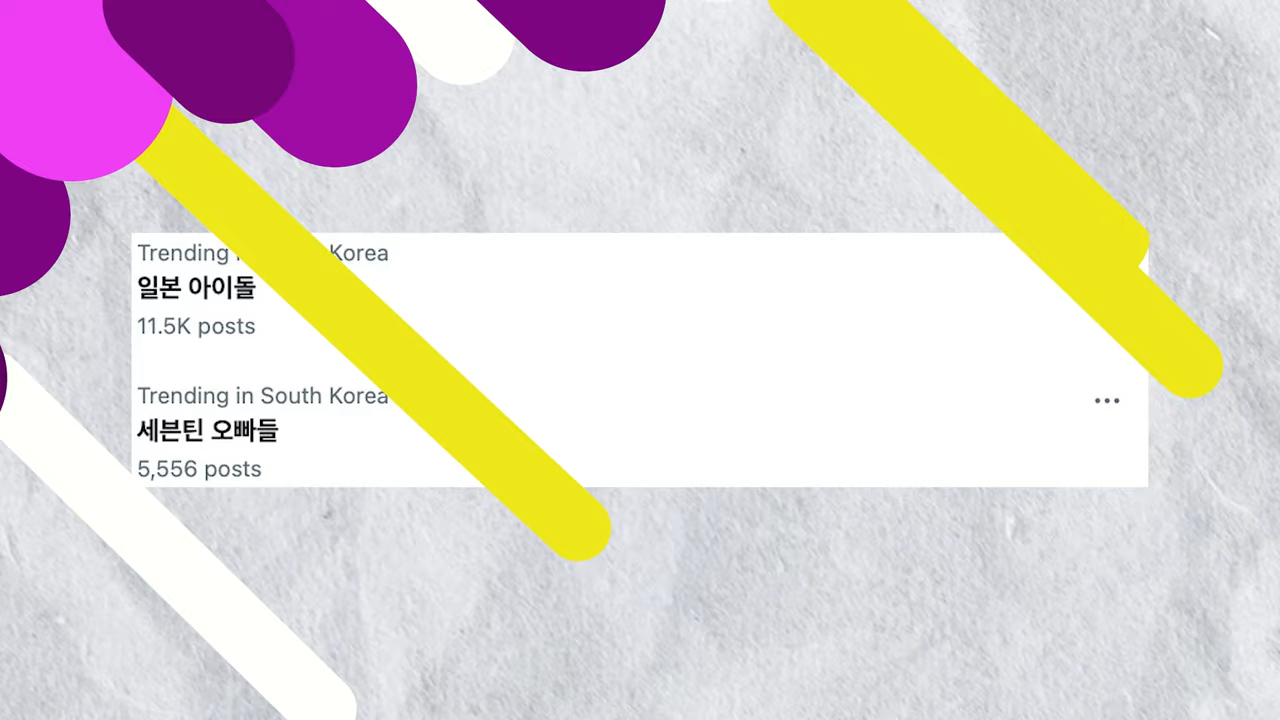 Trending Korea
일본 아이돌
11.5K posts
Trending in South Korea
세븐틴 오빠들
5,556 posts